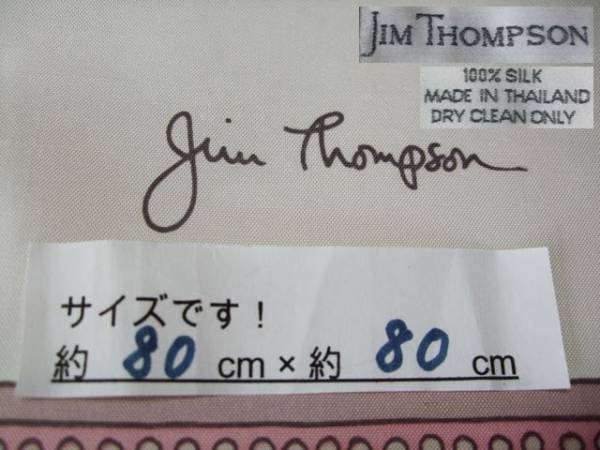 JIM THOMPSON
100% SILK
MADE IN THAILAND
DRY CLEAN ONLY
Jim Thompson
サイズです！
約 80 cm × 約 80 cm